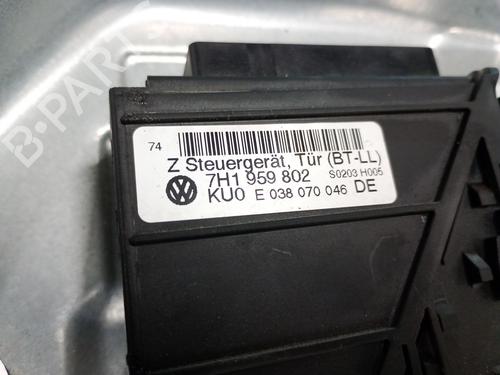 B-PARTS
74
Z Steuergerät, Tür (BT-LL)
7H1 959 802 S0203 H005
KU0 E 038 070 046 DE